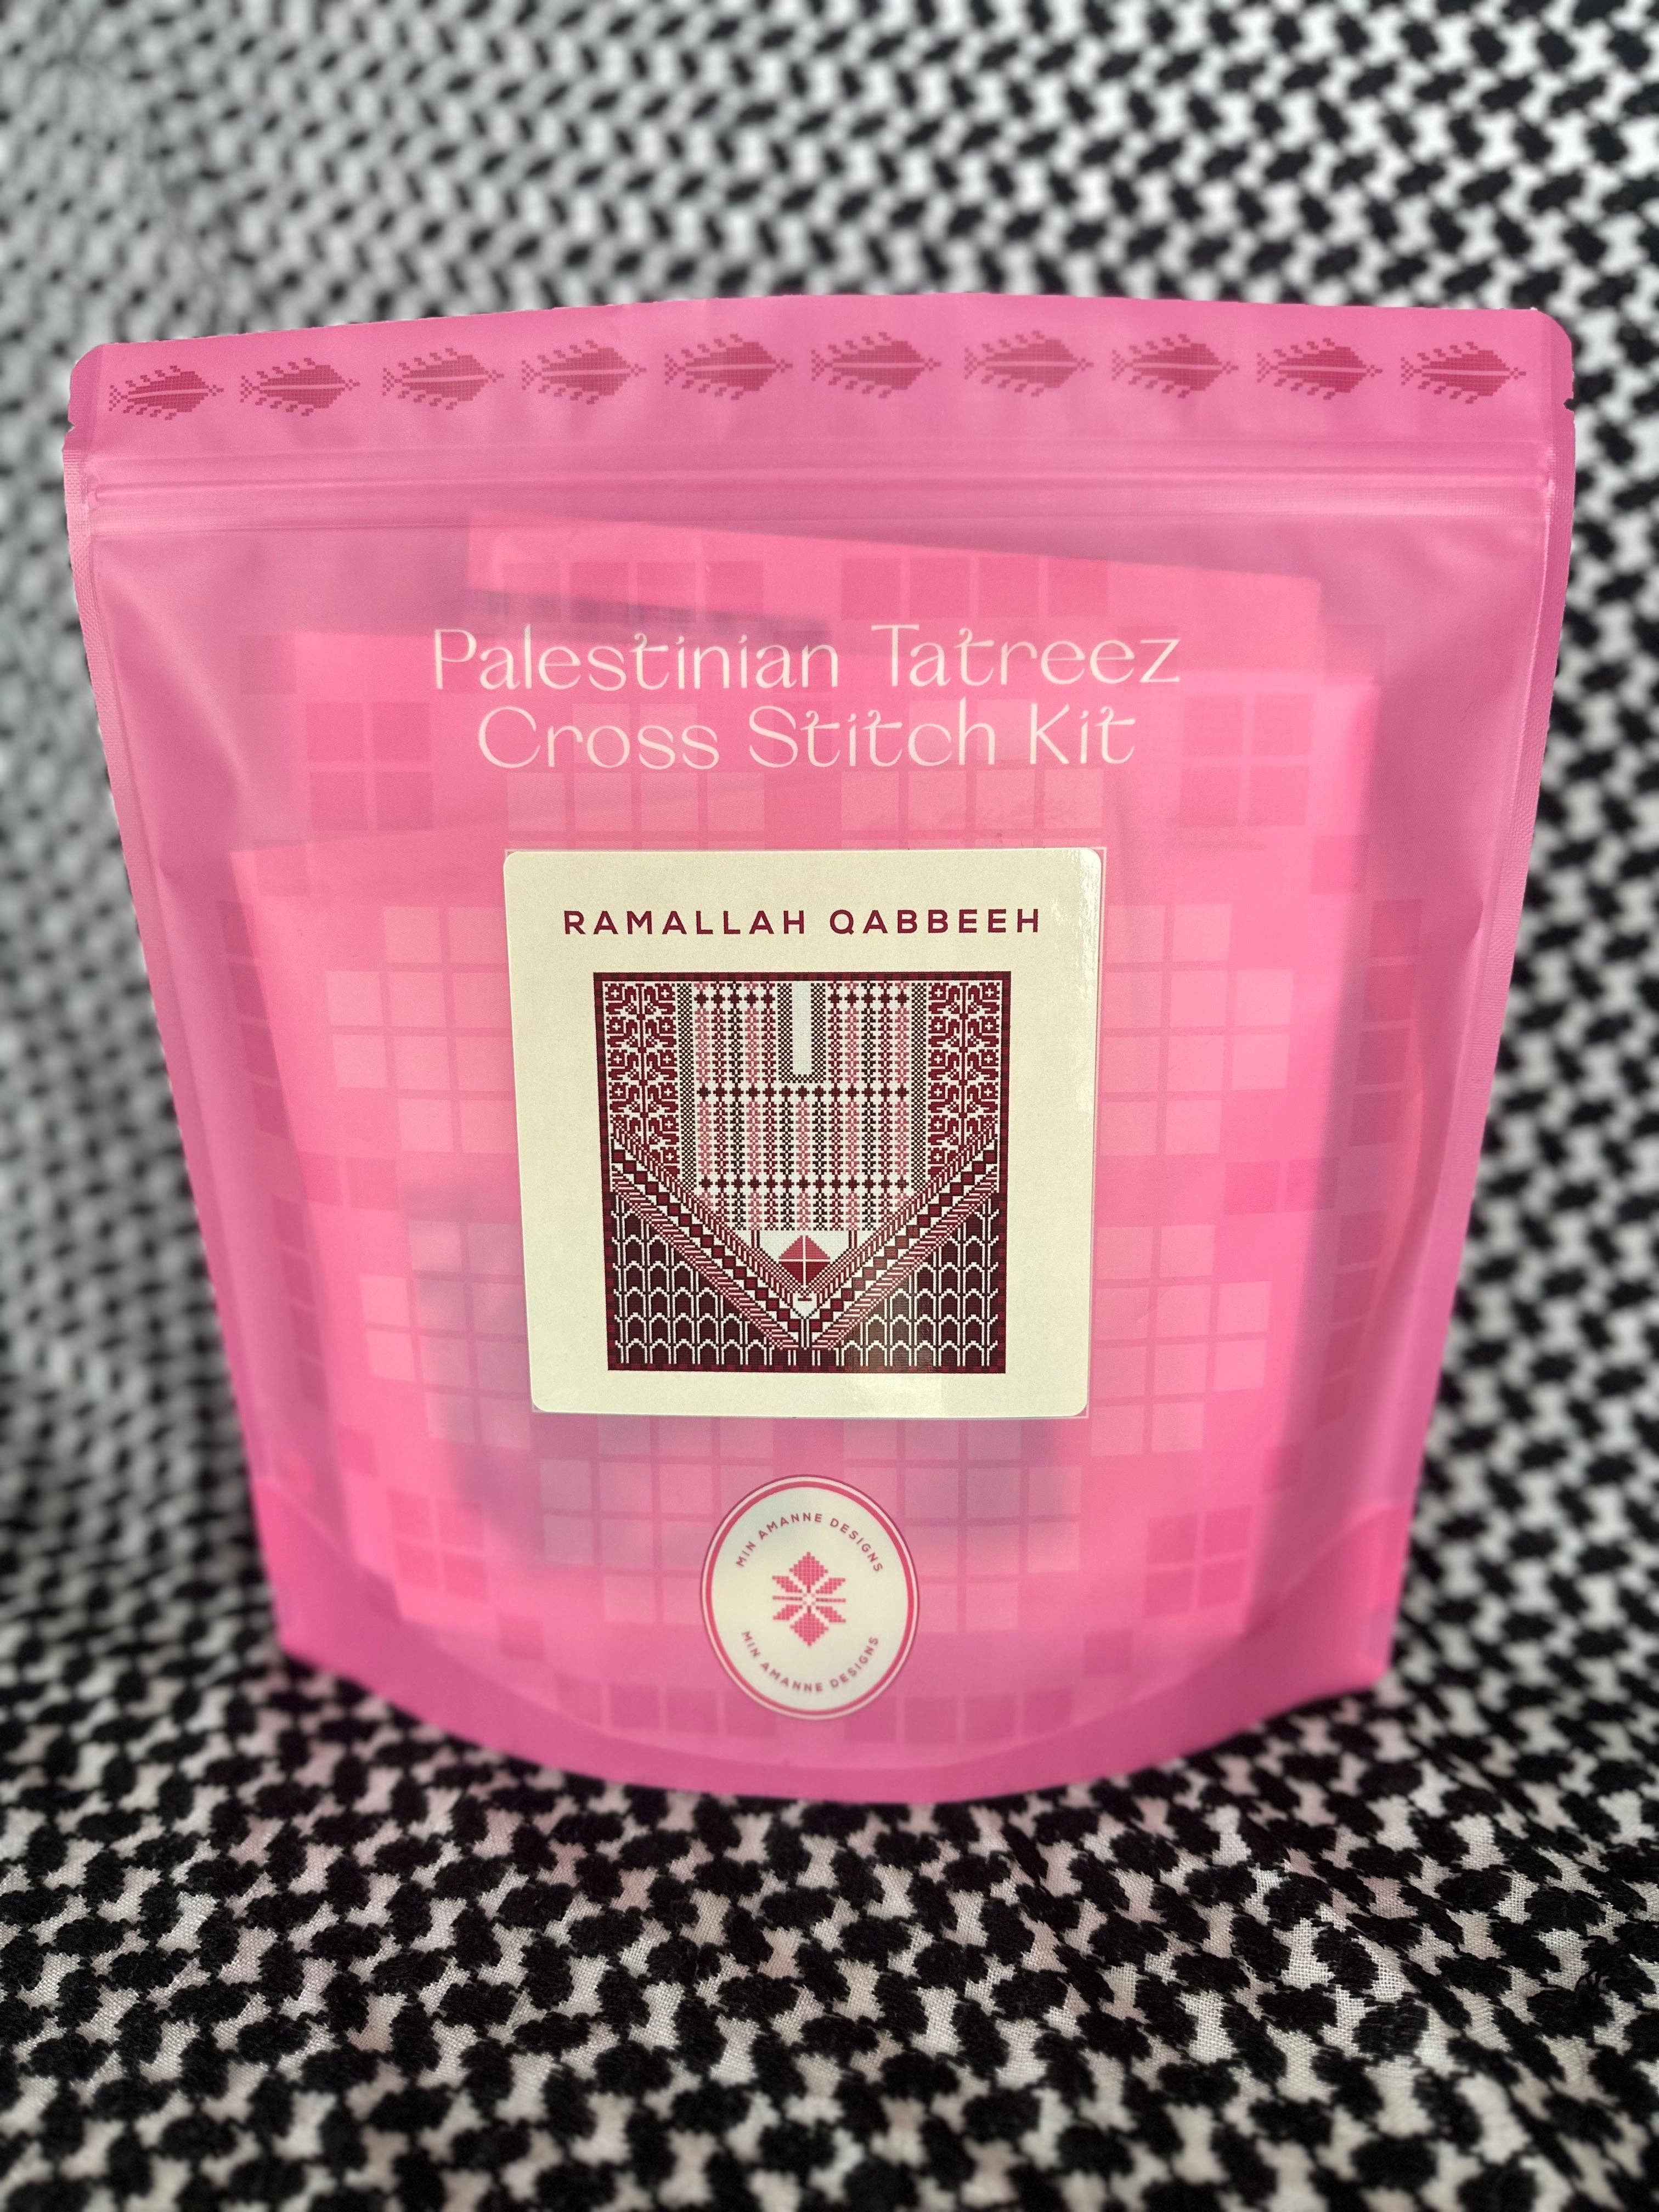 Palestinian Tatreez
Cross Stitch Kit
RAMALLAH QABBEEH
MIN AMANNE DESIGNS
MIN AMANNE DESIGNS